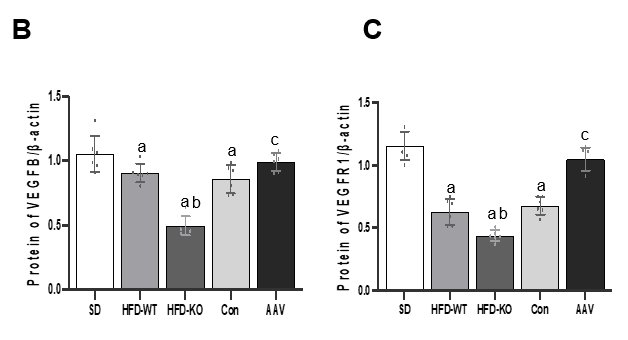 B
C
Protein of VEGFB/β-actin
1.5
1.0
0.5
0.0
a
ab
a
c
SD HFD-WT HFD-KO Con AAV
Protein of VEGFR1/β-actin
1.5
1.0
0.5
0.0
a
ab
a
c
SD HFD-WT HFD-KO Con AAV